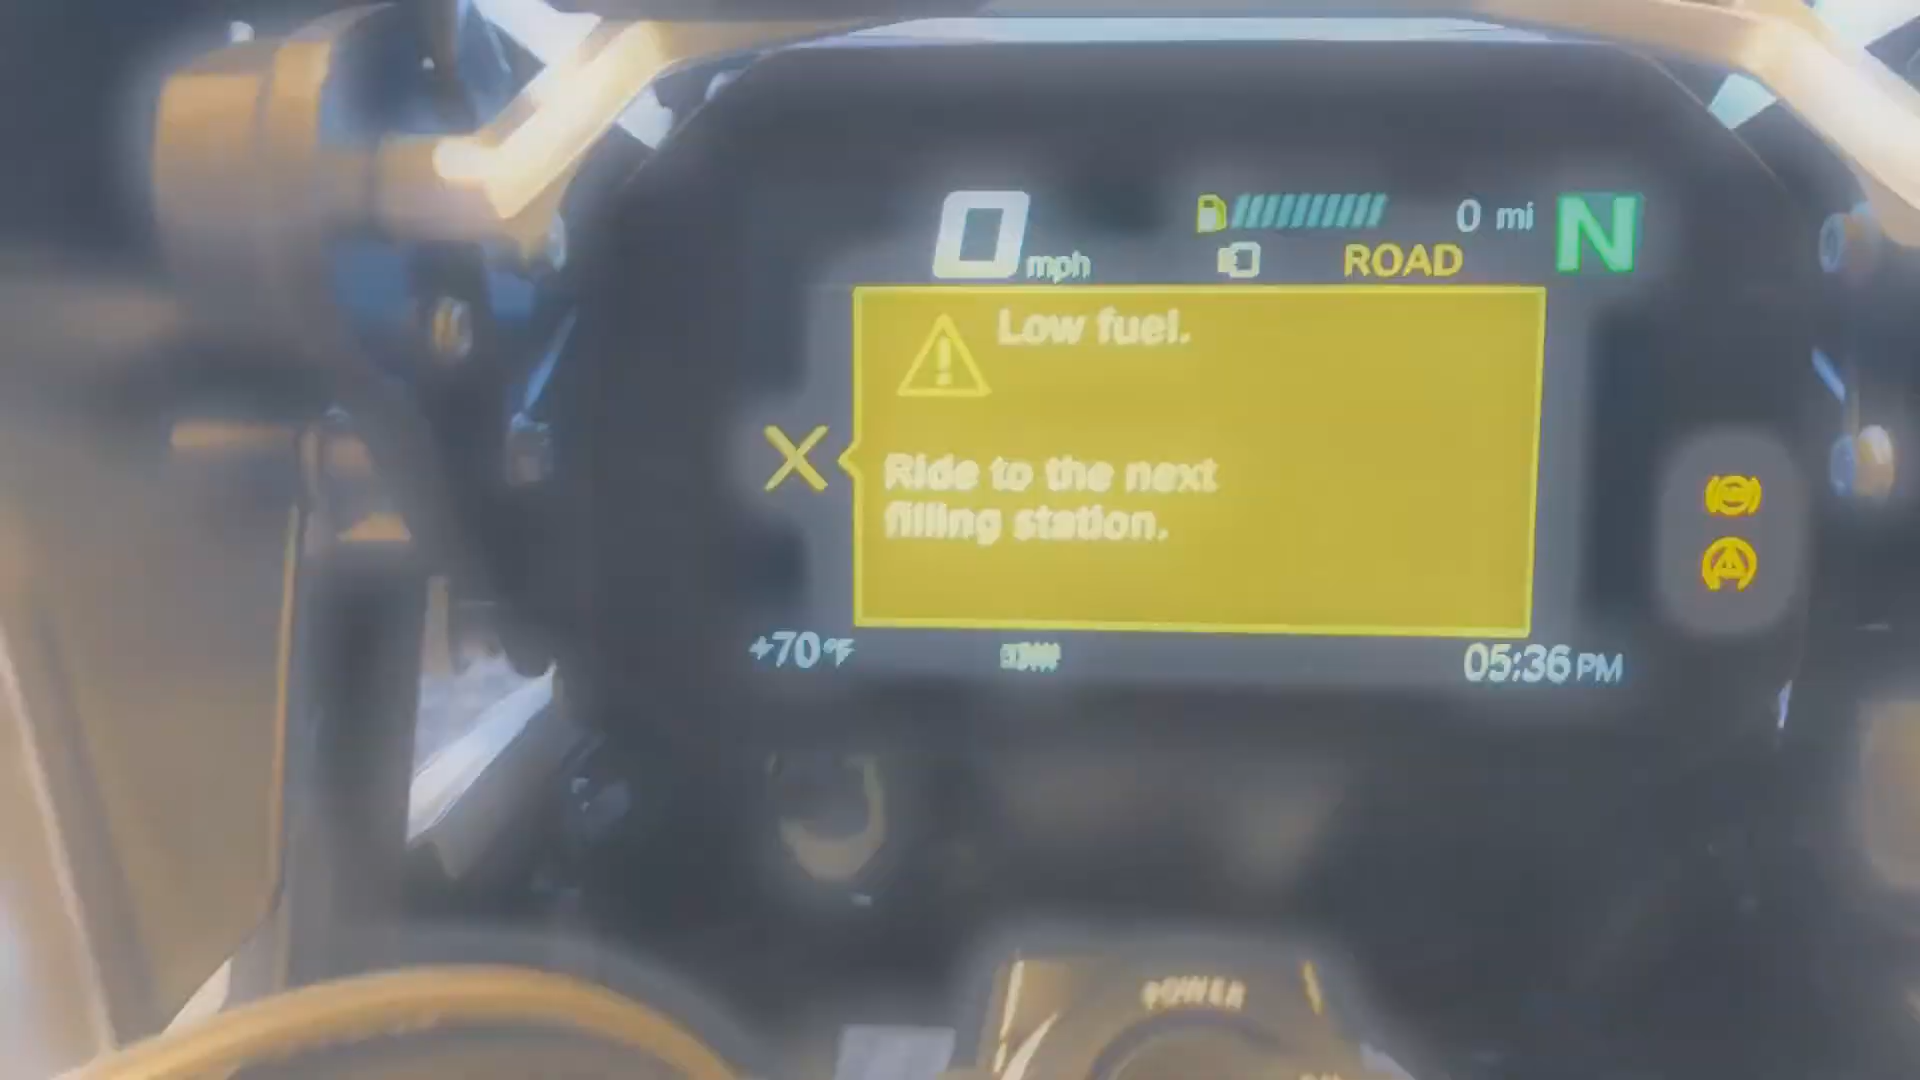 0 mph
0 mi
N
ROAD
Low fuel.
Ride to the next
filling station.
+70°F
05:36 PM
POWER